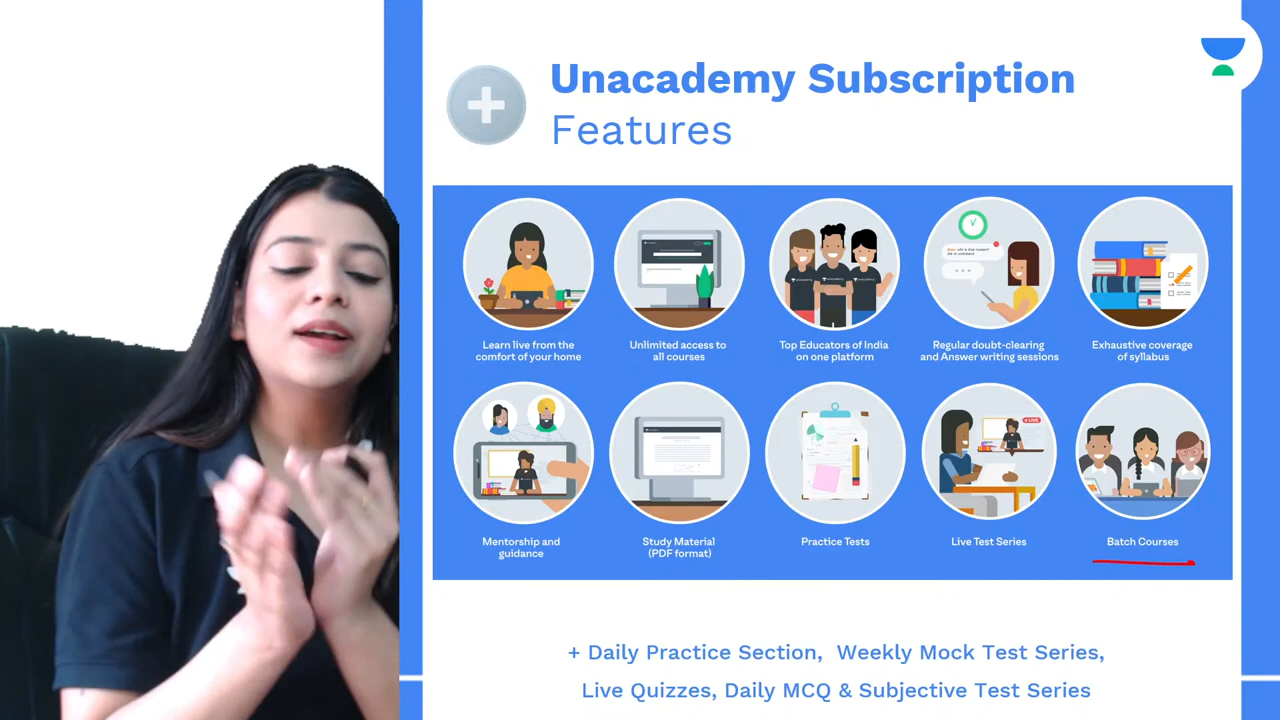 Unacademy Subscription
Features
Learn live from the
comfort of your home
Unlimited access to
all courses
Top Educators of India
on one platform
Regular doubt-clearing
and Answer writing sessions
Exhaustive coverage
of syllabus
LIVE
Mentorship and
guidance
Study Material
(PDF format)
Practice Tests
Live Test Series
Batch Courses
+ Daily Practice Section, Weekly Mock Test Series,
Live Quizzes, Daily MCQ & Subjective Test Series